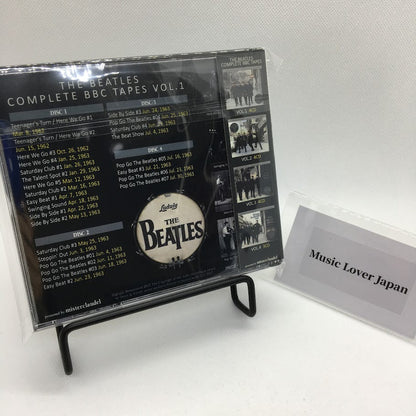 THE BEATLES
COMPLETE BBC TAPES VOL.1
DISC 1
Teenager's Turn / Here We Go #1
Mar. 8, 1962
Teenager's Turn / Here We Go #2
Jun. 15, 1962
Here We Go #3 Oct. 26, 1962
Here We Go #4 Jan. 25, 1963
Saturday Club #1 Jan. 26, 1963
The Talent Spot #2 Jan. 29, 1963
Here We Go #5 Mar. 12, 1963
Saturday Club #2 Mar. 16, 1963
Easy Beat #1 Apr. 7, 1963
Swinging Sound Apr. 18, 1963
Side By Side #1 Apr. 22, 1963
Side By Side #2 May 13, 1963
DISC 2
Saturday Club #3 May 25, 1963
Steppin' Out Jun. 3, 1963
Pop Go The Beatles #01 Jun. 4, 1963
Pop Go The Beatles #02 Jun. 11, 1963
Pop Go The Beatles #03 Jun. 18, 1963
Easy Beat #2 Jun. 23, 1963
DISC 3
Side By Side #3 Jun. 24, 1963
Pop Go The Beatles #04 Jun. 25, 1963
Saturday Club #4 Jun. 29, 1963
The Beat Show Jul. 4, 1963
DISC 4
Pop Go The Beatles #05 Jul. 16, 1963
Easy Beat #3 Jul. 21, 1963
Pop Go The Beatles #06 Jul. 23, 1963
Pop Go The Beatles #07 Jul. 30, 1963
Ludwig
THE
BEATLES
misterclaudel
THE BEATLES
COMPLETE BBC TAPES
VOL.1 4CD
VOL.2 4CD
VOL.3 4CD
Music Lover Japan